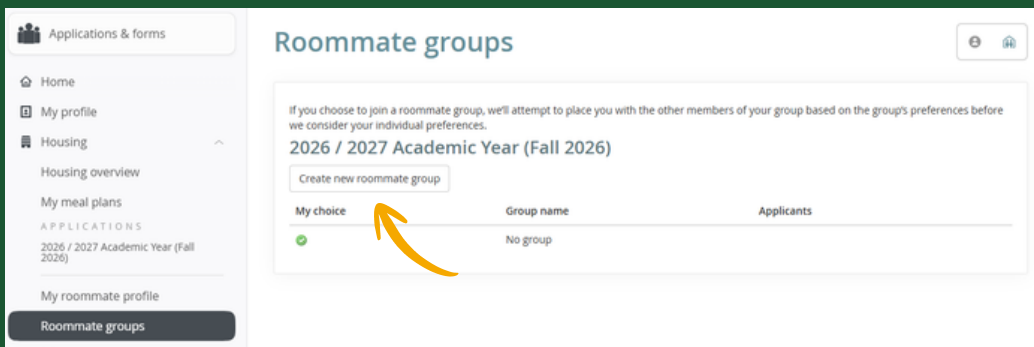 Applications & forms
Home
My profile
Housing
Housing overview
My meal plans
APPLICATIONS
2026 / 2027 Academic Year (Fall
2026)
My roommate profile
Roommate groups
Roommate groups
If you choose to join a roommate group, we'll attempt to place you with the other members of your group based on the group's preferences before
we consider your individual preferences.
2026 / 2027 Academic Year (Fall 2026)
Create new roommate group
My choice Group name Applicants
No group